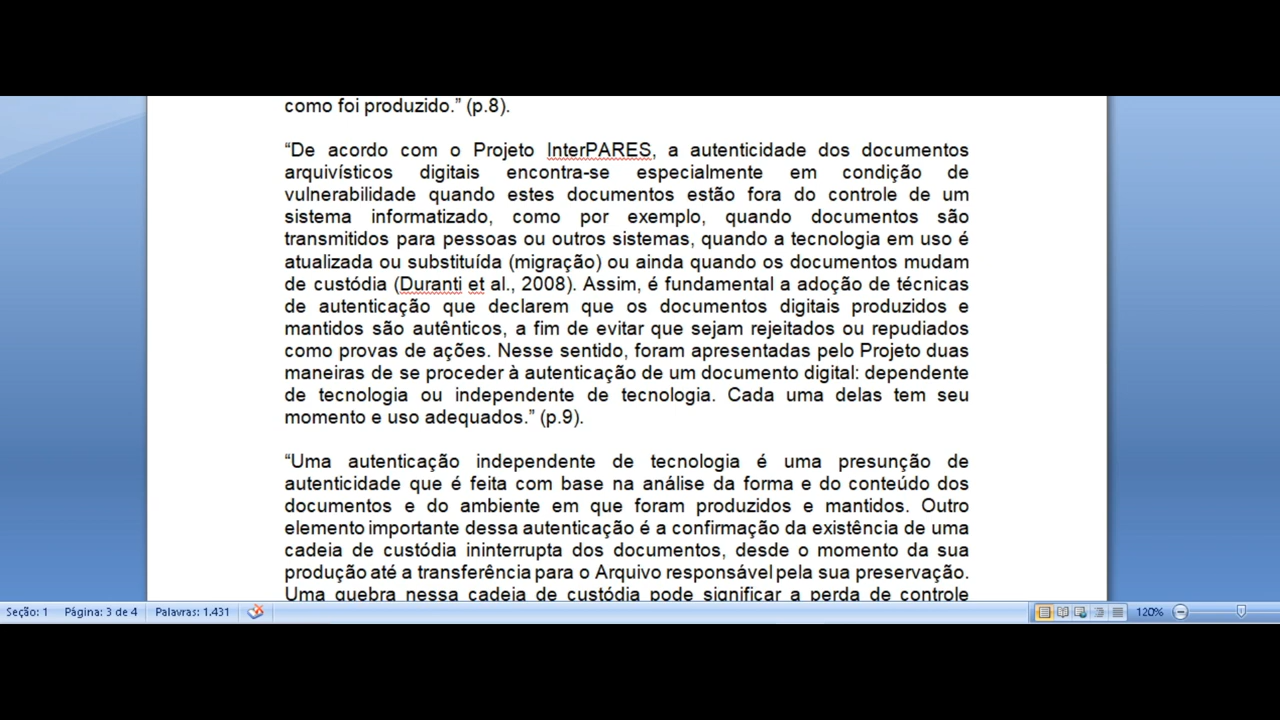 como foi produzido.” (p.8).
“De acordo com o Projeto InterPARES, a autenticidade dos documentos
arquivísticos digitais encontra-se especialmente em condição de
vulnerabilidade quando estes documentos estão fora do controle de um
sistema informatizado, como por exemplo, quando documentos são
transmitidos para pessoas ou outros sistemas, quando a tecnologia em uso é
atualizada ou substituída (migração) ou ainda quando os documentos mudam
de custódia (Duranti et al., 2008). Assim, é fundamental a adoção de técnicas
de autenticação que declarem que os documentos digitais produzidos e
mantidos são autênticos, a fim de evitar que sejam rejeitados ou repudiados
como provas de ações. Nesse sentido, foram apresentadas pelo Projeto duas
maneiras de se proceder à autenticação de um documento digital: dependente
de tecnologia ou independente de tecnologia. Cada uma delas tem seu
momento e uso adequados.” (p.9).
“Uma autenticação independente de tecnologia é uma presunção de
autenticidade que é feita com base na análise da forma e do conteúdo dos
documentos e do ambiente em que foram produzidos e mantidos. Outro
elemento importante dessa autenticação é a confirmação da existência de uma
cadeia de custódia ininterrupta dos documentos, desde o momento da sua
produção até a transferência para o Arquivo responsável pela sua preservação.
Uma quebra nessa cadeia de custódia pode significar a perda de controle
Seção: 1 Página: 3 de 4 Palavras: 1.431 120%